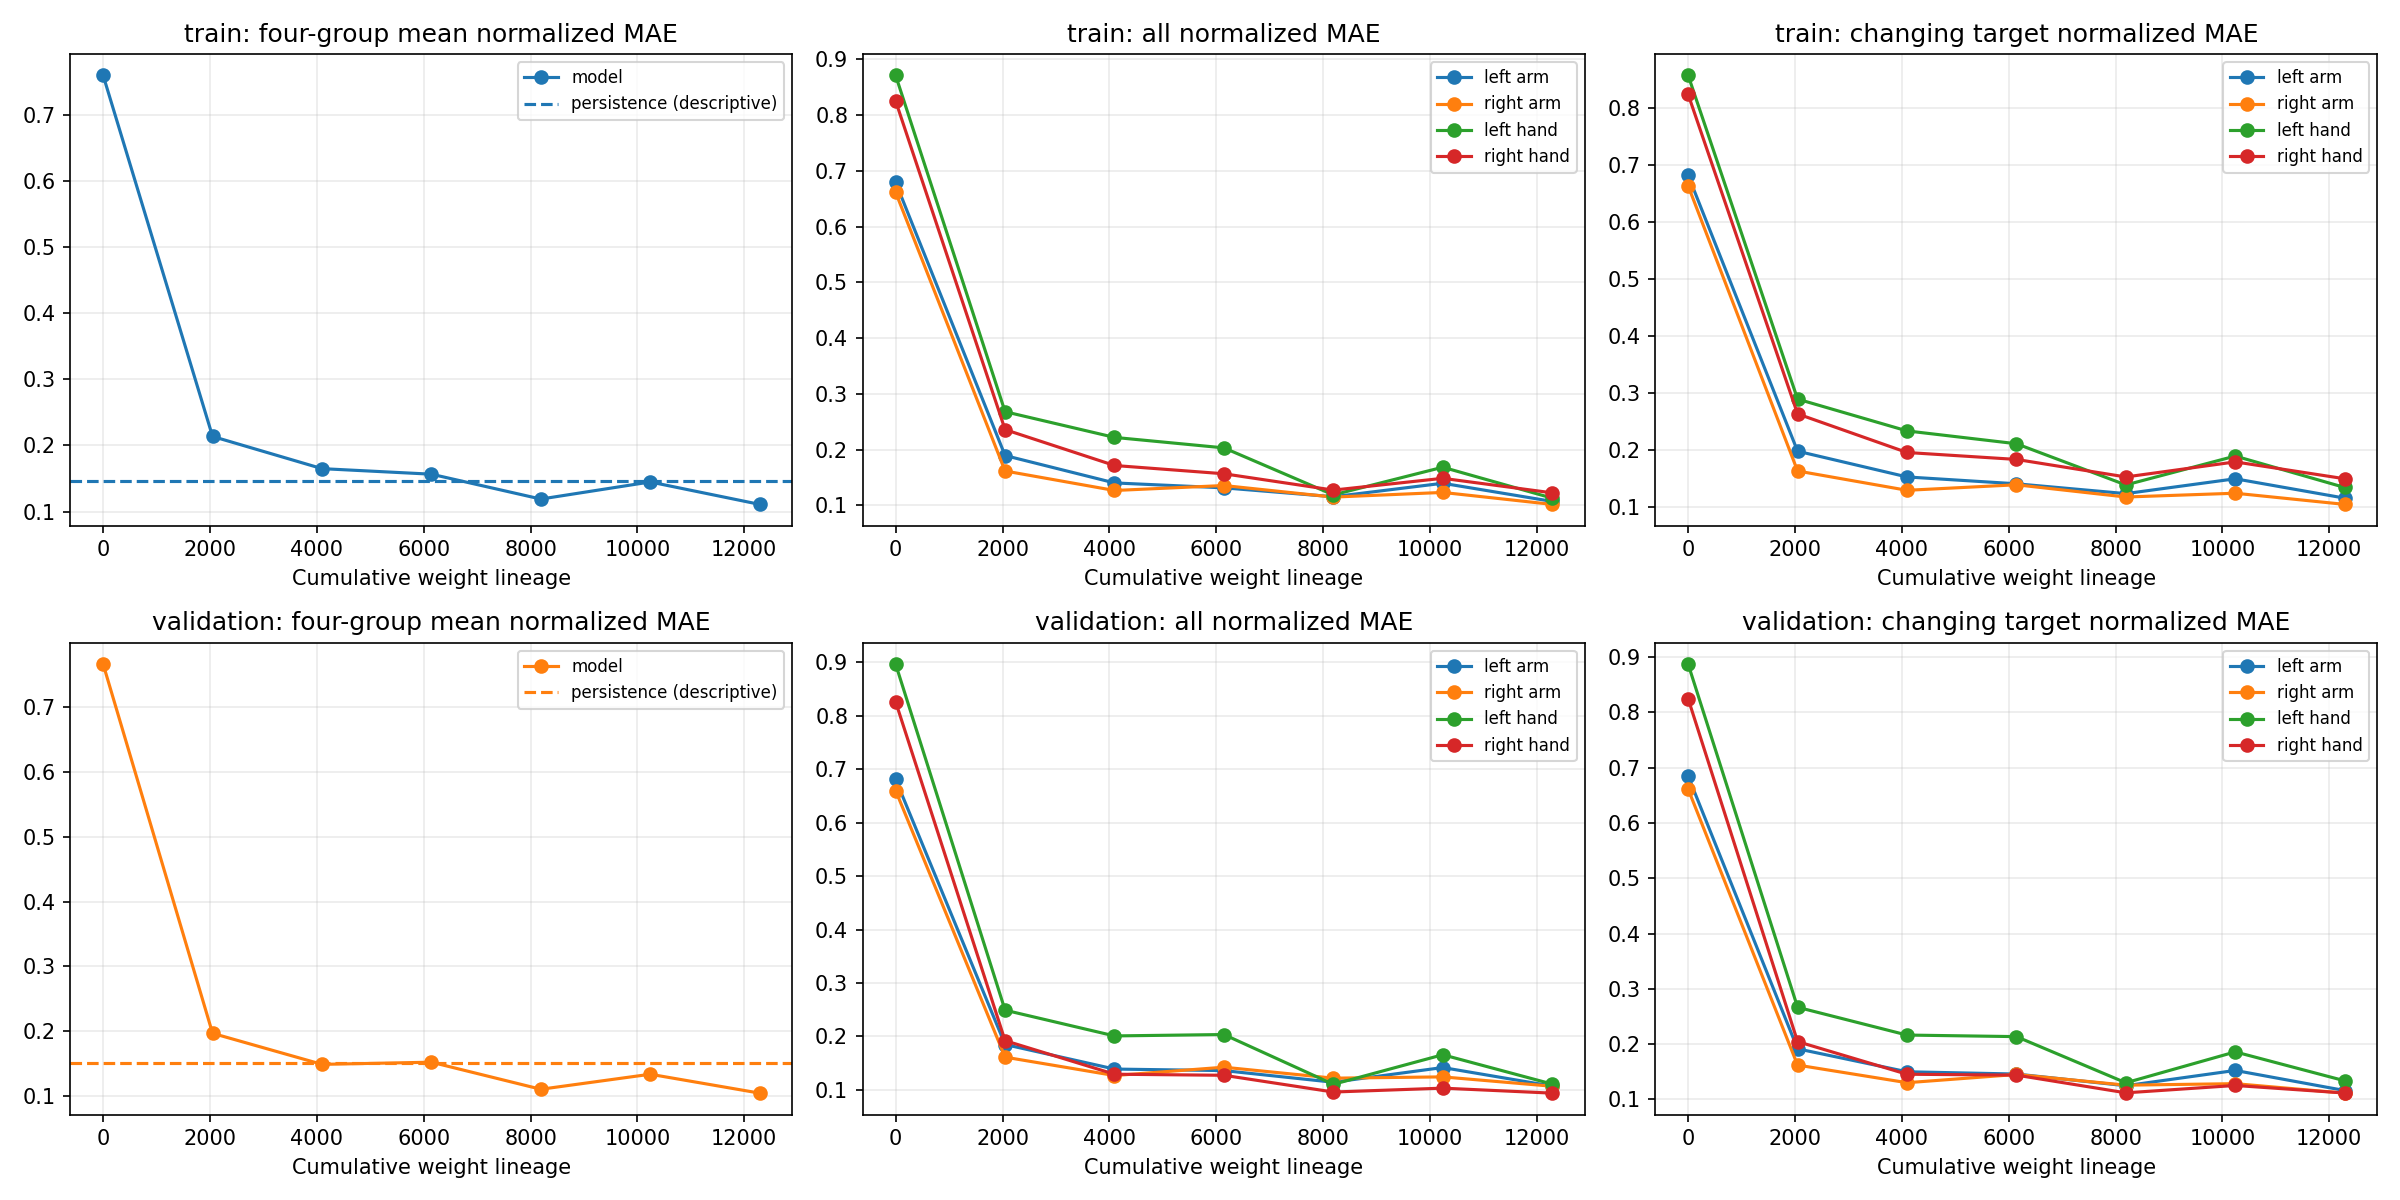 train: four-group mean normalized MAE
model
persistence (descriptive)
0.7
0.6
0.5
0.4
0.3
0.2
0.1
0 2000 4000 6000 8000 10000 12000
Cumulative weight lineage
train: all normalized MAE
left arm
right arm
left hand
right hand
0.9
0.8
0.7
0.6
0.5
0.4
0.3
0.2
0.1
0 2000 4000 6000 8000 10000 12000
Cumulative weight lineage
train: changing target normalized MAE
left arm
right arm
left hand
right hand
0.8
0.7
0.6
0.5
0.4
0.3
0.2
0.1
0 2000 4000 6000 8000 10000 12000
Cumulative weight lineage
validation: four-group mean normalized MAE
model
persistence (descriptive)
0.7
0.6
0.5
0.4
0.3
0.2
0.1
0 2000 4000 6000 8000 10000 12000
Cumulative weight lineage
validation: all normalized MAE
left arm
right arm
left hand
right hand
0.9
0.8
0.7
0.6
0.5
0.4
0.3
0.2
0.1
0 2000 4000 6000 8000 10000 12000
Cumulative weight lineage
validation: changing target normalized MAE
left arm
right arm
left hand
right hand
0.9
0.8
0.7
0.6
0.5
0.4
0.3
0.2
0.1
0 2000 4000 6000 8000 10000 12000
Cumulative weight lineage